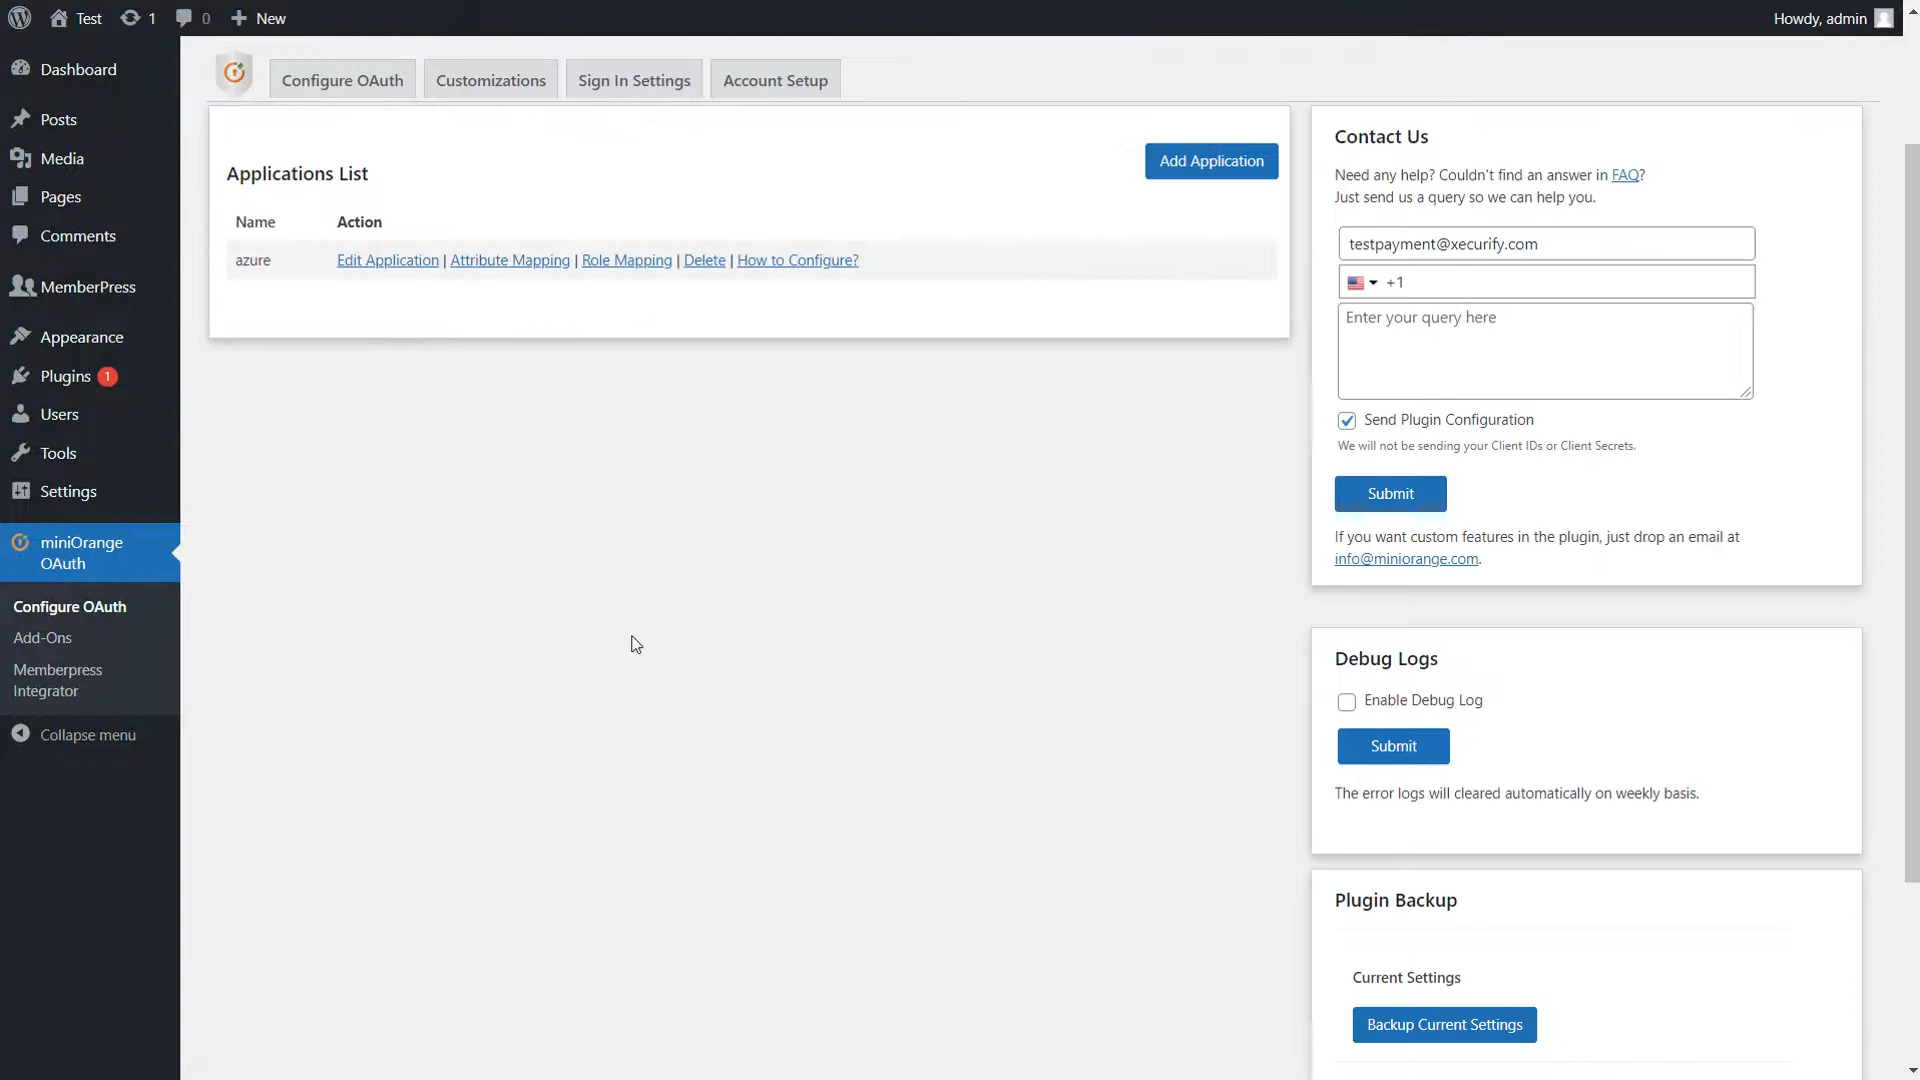 Test 1 0 New
Howdy, admin
Dashboard
Posts
Media
Pages
Comments
MemberPress
Appearance
Plugins 1
Users
Tools
Settings
miniOrange
OAuth
Configure OAuth
Add-Ons
Memberpress
Integrator
Collapse menu
Configure OAuth
Customizations
Sign In Settings
Account Setup
Applications List
Add Application
Name Action
azure Edit Application | Attribute Mapping | Role Mapping | Delete | How to Configure?
Contact Us
Need any help? Couldn't find an answer in FAQ?
Just send us a query so we can help you.
testpayment@xecurify.com
+1
Enter your query here
Send Plugin Configuration
We will not be sending your Client IDs or Client Secrets.
Submit
If you want custom features in the plugin, just drop an email at
info@miniorange.com.
Debug Logs
Enable Debug Log
Submit
The error logs will cleared automatically on weekly basis.
Plugin Backup
Current Settings
Backup Current Settings